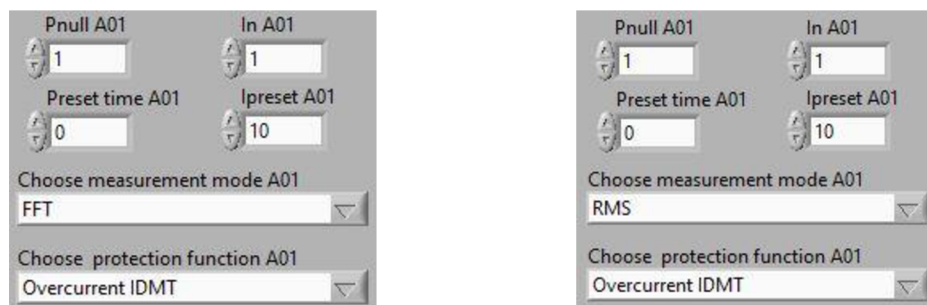 Pnull A01 In A01
1 1
Preset time A01 Ipreset A01
0 10
Choose measurement mode A01
FFT
Choose protection function A01
Overcurrent IDMT
Pnull A01 In A01
1 1
Preset time A01 Ipreset A01
0 10
Choose measurement mode A01
RMS
Choose protection function A01
Overcurrent IDMT